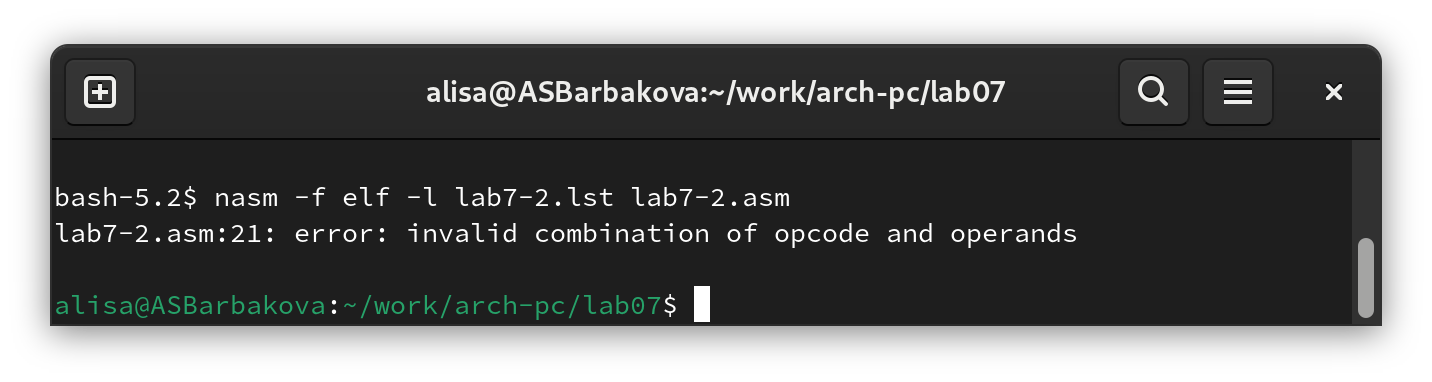 alisa@ASBarbakova:~/work/arch-pc/lab07
bash-5.2$ nasm -f elf -l lab7-2.lst lab7-2.asm
lab7-2.asm:21: error: invalid combination of opcode and operands
alisa@ASBarbakova:~/work/arch-pc/lab07$